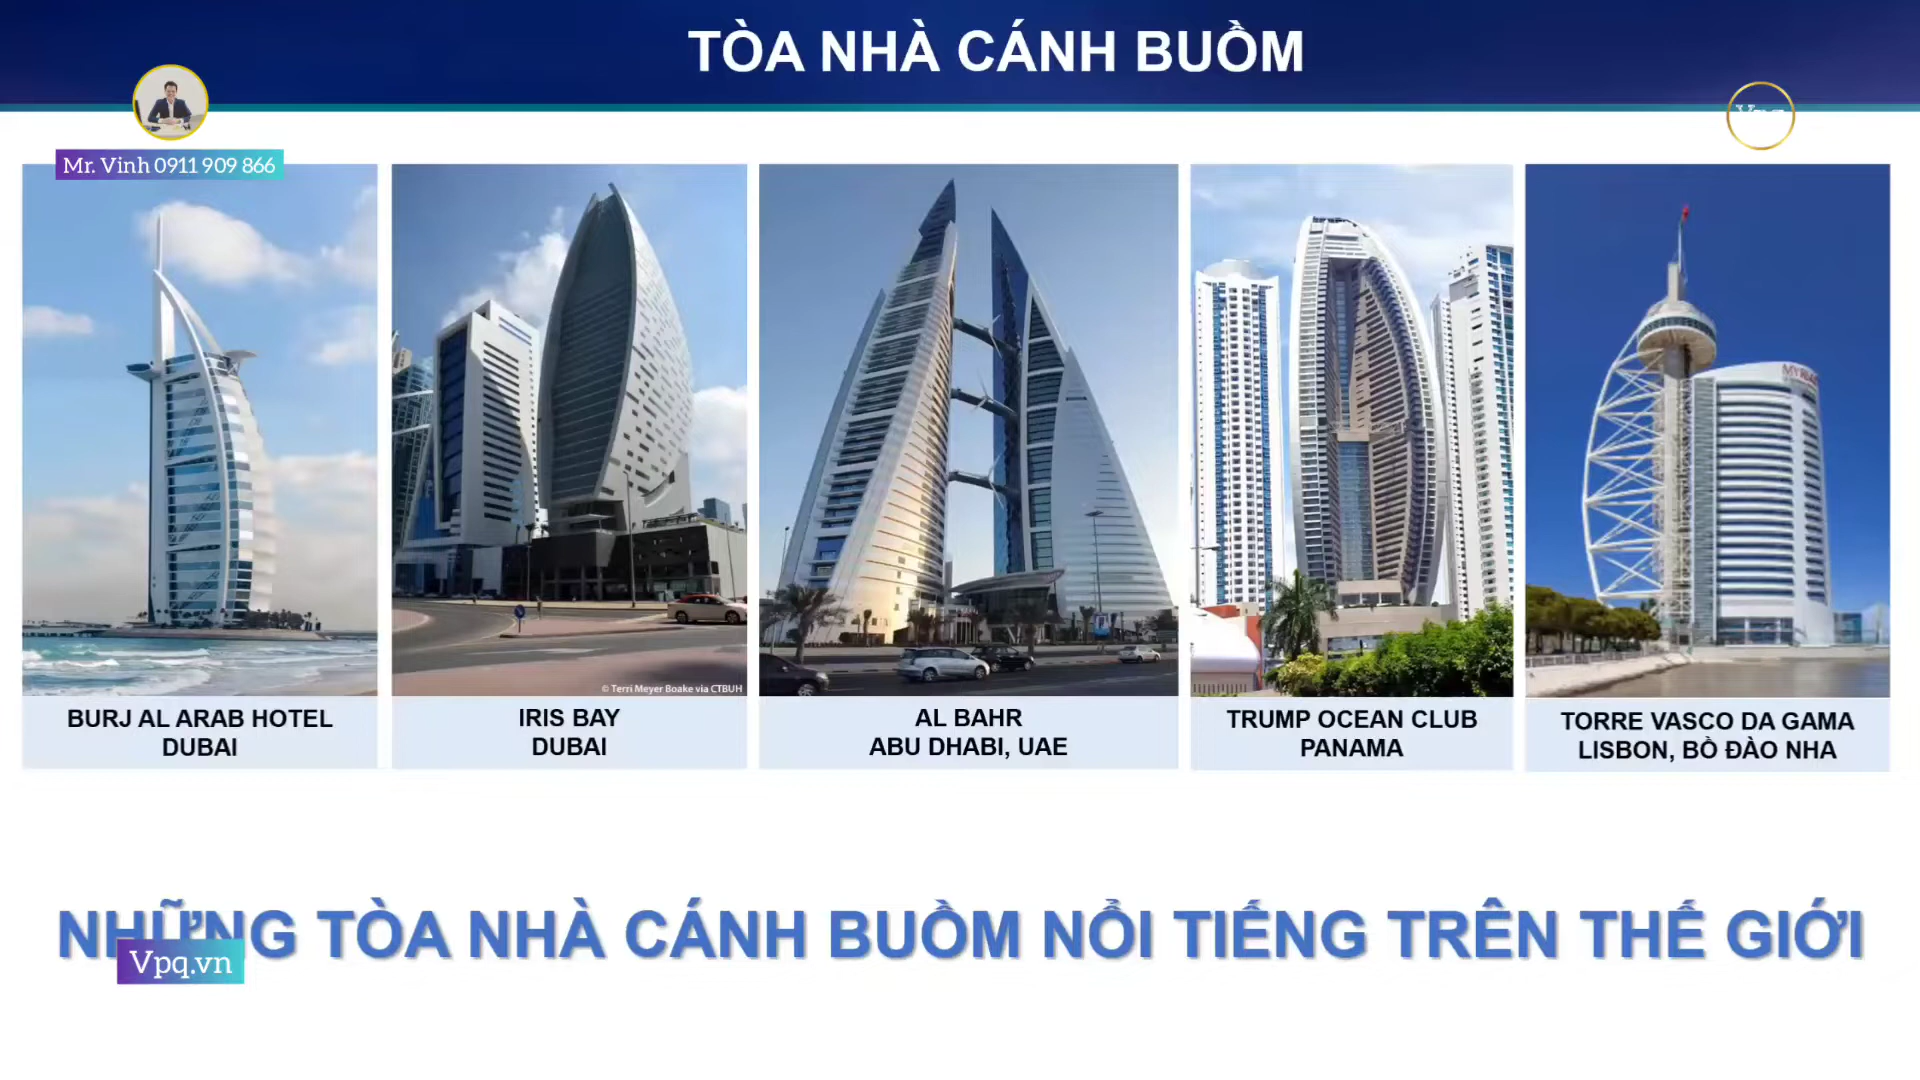 TÒA NHÀ CÁNH BUỒM
Mr. Vinh 0911 909 866
© Terri Meyer Boake via CTBUH
BURJ AL ARAB HOTEL
DUBAI
IRIS BAY
DUBAI
AL BAHR
ABU DHABI, UAE
TRUMP OCEAN CLUB
PANAMA
TORRE VASCO DA GAMA
LISBON, BỒ ĐÀO NHA
NHỮNG TÒA NHÀ CÁNH BUỒM NỔI TIẾNG TRÊN THẾ GIỚI
Vpq.vn